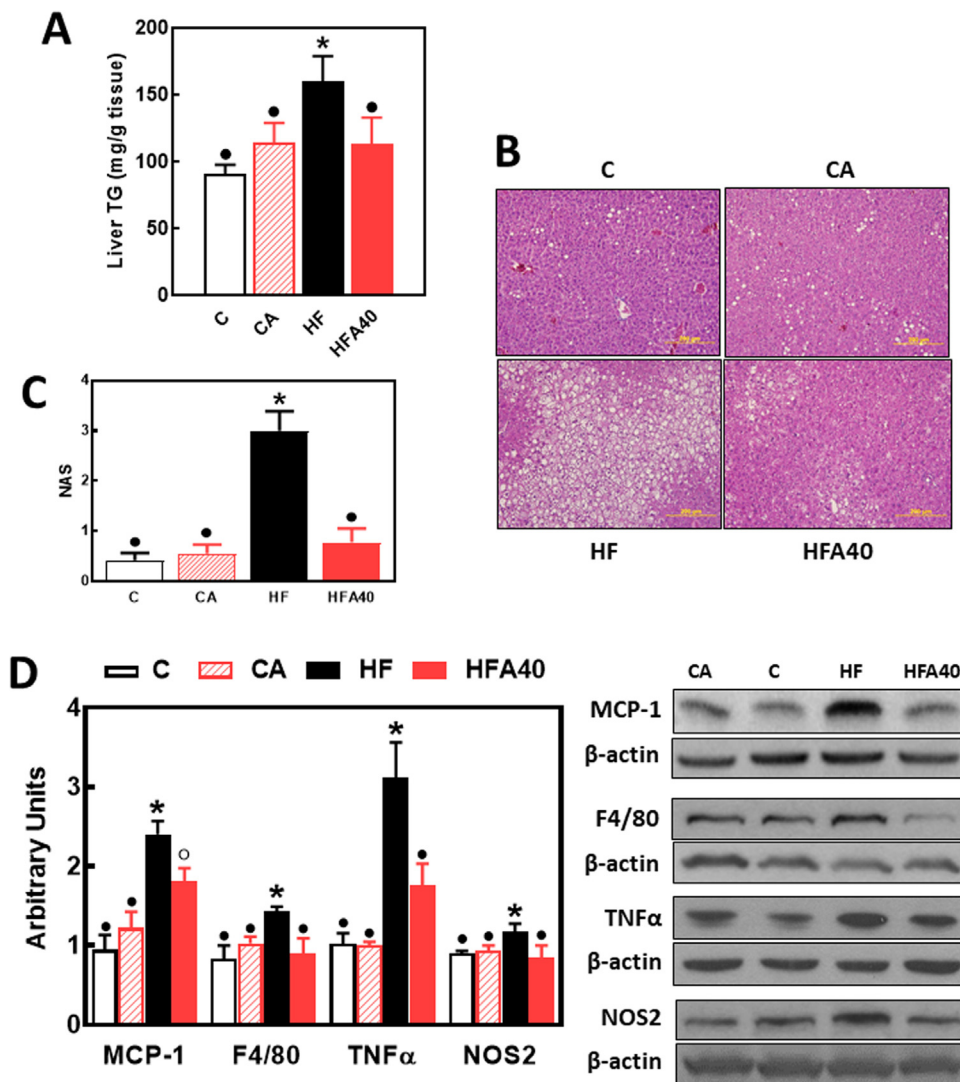 A
200
150
100
50
0
Liver TG (mg/g tissue)
*
C
CA
HF
HFA40
B
C CA
HF HFA40
C
4
3
2
1
0
NAS
*
C CA HF HFA40
D
C CA HF HFA40
4
3
2
1
0
Arbitrary Units
* * * *
MCP-1 F4/80 TNFα NOS2
CA C HF HFA40
MCP-1
β-actin
F4/80
β-actin
TNFα
β-actin
NOS2
β-actin